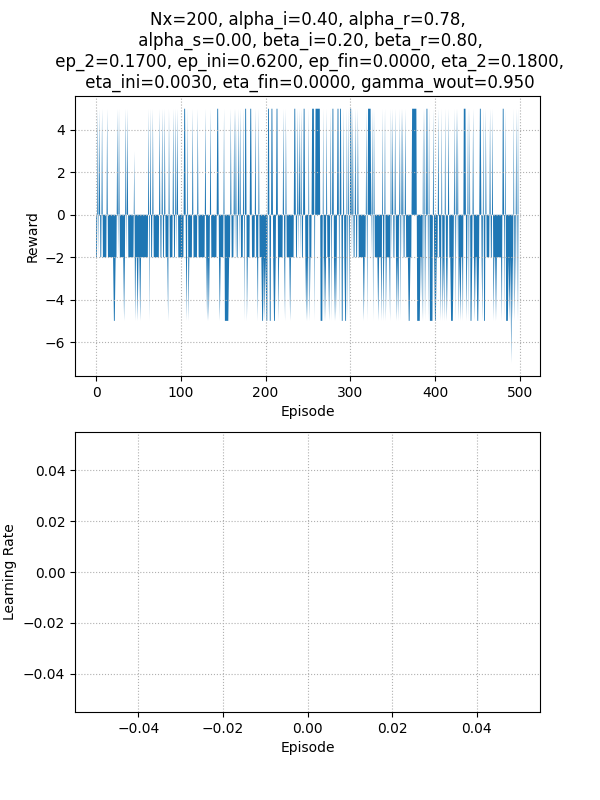 Nx=200, alpha_i=0.40, alpha_r=0.78,
alpha_s=0.00, beta_i=0.20, beta_r=0.80,
ep_2=0.1700, ep_ini=0.6200, ep_fin=0.0000, eta_2=0.1800,
eta_ini=0.0030, eta_fin=0.0000, gamma_wout=0.950
4
2
0
−2
−4
−6
Reward
0 100 200 300 400 500
Episode
0.04
0.02
0.00
−0.02
−0.04
Learning Rate
−0.04 −0.02 0.00 0.02 0.04
Episode